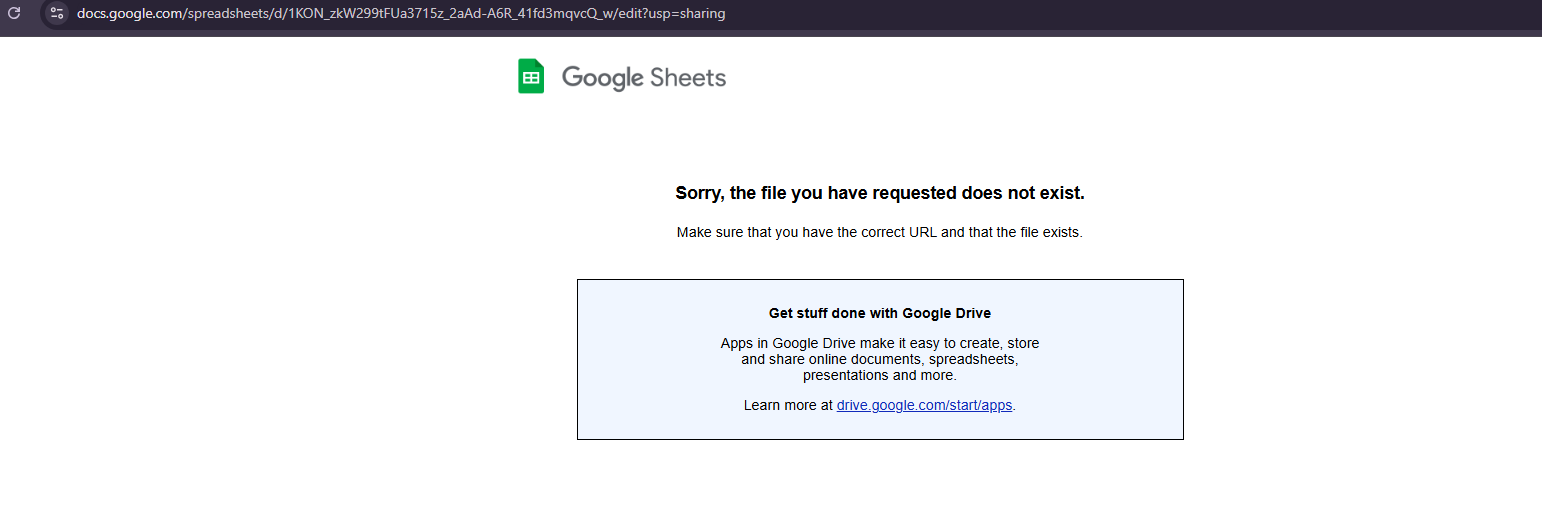 docs.google.com/spreadsheets/d/1KON_zkW299tFUa3715z_2aAd-A6R_41fd3mqvcQ_w/edit?usp=sharing
Google Sheets
Sorry, the file you have requested does not exist.
Make sure that you have the correct URL and that the file exists.
Get stuff done with Google Drive
Apps in Google Drive make it easy to create, store
and share online documents, spreadsheets,
presentations and more.
Learn more at drive.google.com/start/apps.